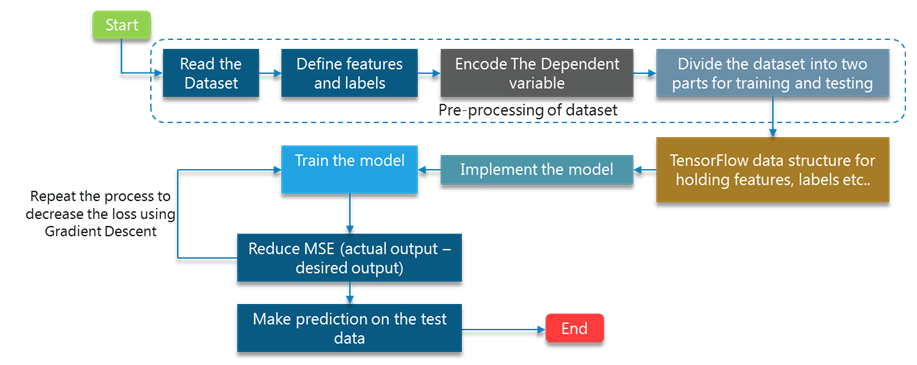 Start
Read the
Dataset
Define features
and labels
Encode The Dependent
variable
Divide the dataset into two
parts for training and testing
Pre-processing of dataset
TensorFlow data structure for
holding features, labels etc..
Implement the model
Train the model
Repeat the process to
decrease the loss using
Gradient Descent
Reduce MSE (actual output –
desired output)
Make prediction on the test
data
End